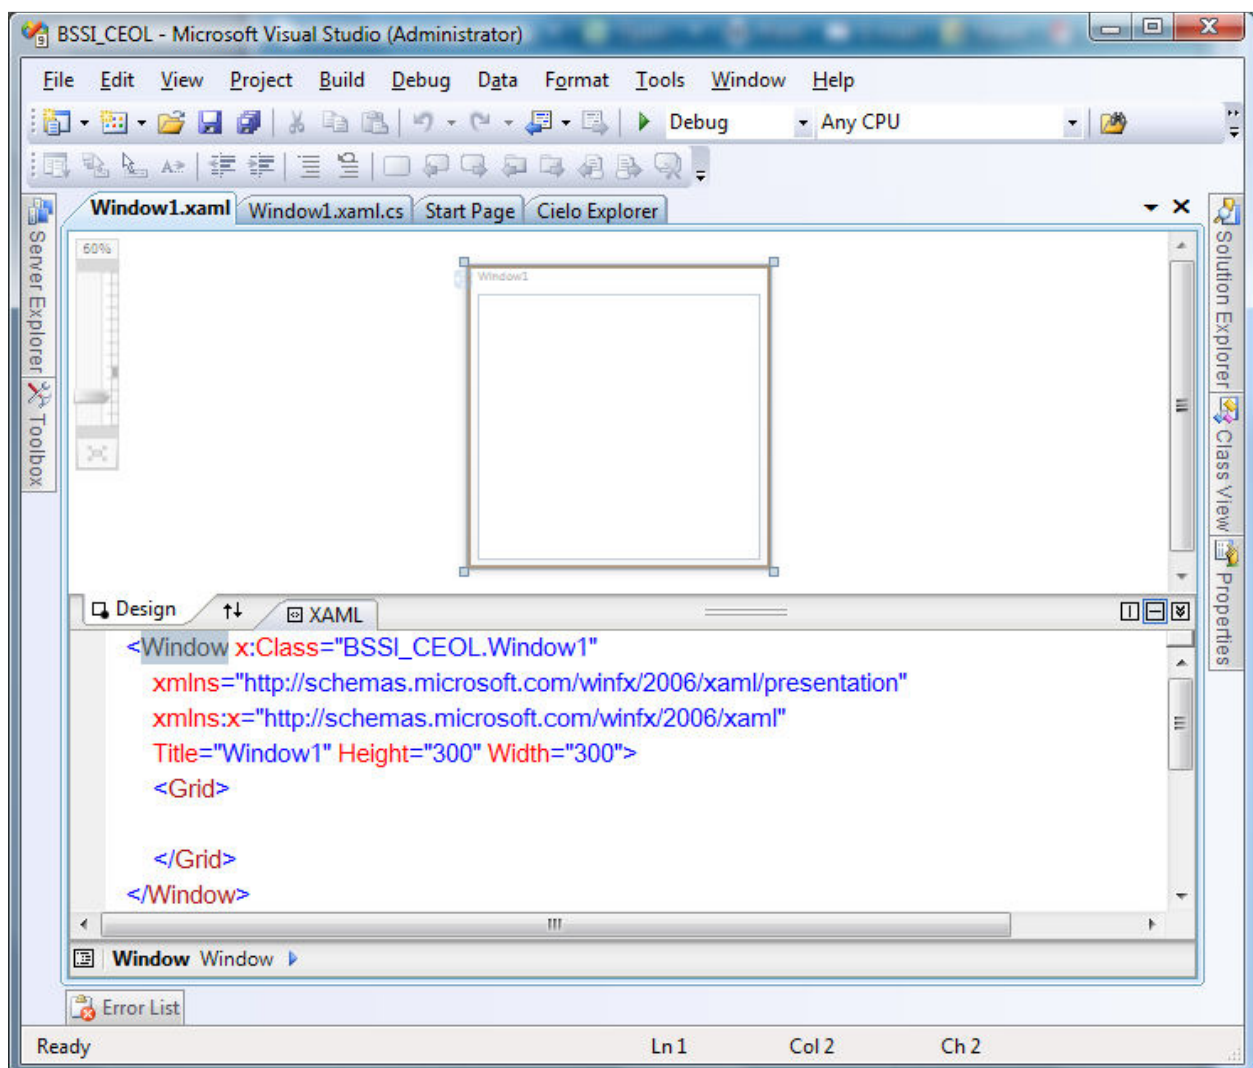 BSSI_CEOL - Microsoft Visual Studio (Administrator)
File Edit View Project Build Debug Data Format Tools Window Help
Debug Any CPU
Window1.xaml Window1.xaml.cs Start Page Cielo Explorer
Server Explorer
Toolbox
60%
Window1
Solution Explorer
Class View
Properties
Design XAML
<Window x:Class="BSSI_CEOL.Window1"
xmlns="http://schemas.microsoft.com/winfx/2006/xaml/presentation"
xmlns:x="http://schemas.microsoft.com/winfx/2006/xaml"
Title="Window1" Height="300" Width="300">
<Grid>
</Grid>
</Window>
Window Window
Error List
Ready Ln 1 Col 2 Ch 2